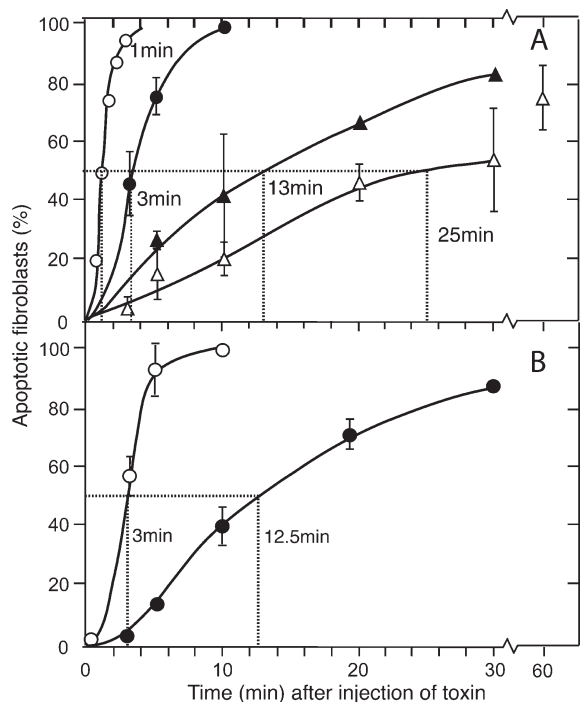 100
80
60
40
20
0
A
1min
3min
13min
25min
Apoptotic fibroblasts (%)
100
80
60
40
20
0
B
3min
12.5min
0
10
20
30
60
Time (min) after injection of toxin